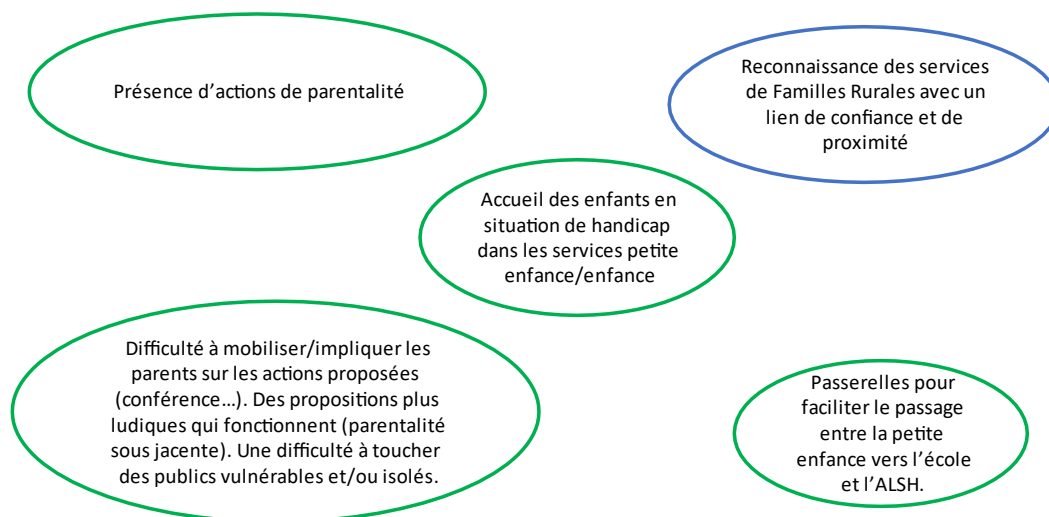 Présence d’actions de parentalité
Reconnaissance des services
de Familles Rurales avec un
lien de confiance et de
proximité
Accueil des enfants en
situation de handicap
dans les services petite
enfance/enfance
Difficulté à mobiliser/impliquer les
parents sur les actions proposées
(conférence…). Des propositions plus
ludiques qui fonctionnent (parentalité
sous jacente). Une difficulté à toucher
des publics vulnérables et/ou isolés.
Passerelles pour
faciliter le passage
entre la petite
enfance vers l’école
et l’ALSH.